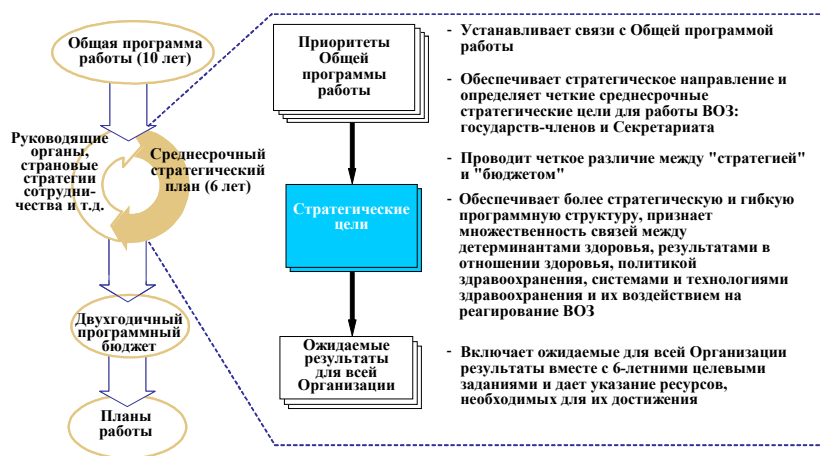 Общая программа
работы (10 лет)
Руководящие
органы,
страновые
стратегии
сотрудни-
чества и т.д.
Среднесрочный
стратегический
план (6 лет)
Двухгодичный
программный
бюджет
Планы
работы
Приоритеты
Общей
программы
работы
Стратегические
цели
Ожидаемые
результаты
для всей
Организации
- Устанавливает связи с Общей программой
работы
- Обеспечивает стратегическое направление и
определяет четкие среднесрочные
стратегические цели для работы ВОЗ:
государств-членов и Секретариата
- Проводит четкое различие между "стратегией"
и "бюджетом"
- Обеспечивает более стратегическую и гибкую
программную структуру, признает
множественность связей между
детерминантами здоровья, результатами в
отношении здоровья, политикой
здравоохранения, системами и технологиями
здравоохранения и их воздействием на
реагирование ВОЗ
- Включает ожидаемые для всей Организации
результаты вместе с 6-летними целевыми
заданиями и дает указание ресурсов,
необходимых для их достижения